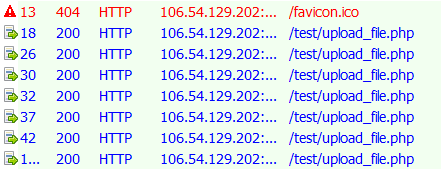 13 404 HTTP 106.54.129.202:... /favicon.ico
18 200 HTTP 106.54.129.202:... /test/upload_file.php
26 200 HTTP 106.54.129.202:... /test/upload_file.php
30 200 HTTP 106.54.129.202:... /test/upload_file.php
32 200 HTTP 106.54.129.202:... /test/upload_file.php
37 200 HTTP 106.54.129.202:... /test/upload_file.php
42 200 HTTP 106.54.129.202:... /test/upload_file.php
1... 200 HTTP 106.54.129.202:... /test/upload_file.php